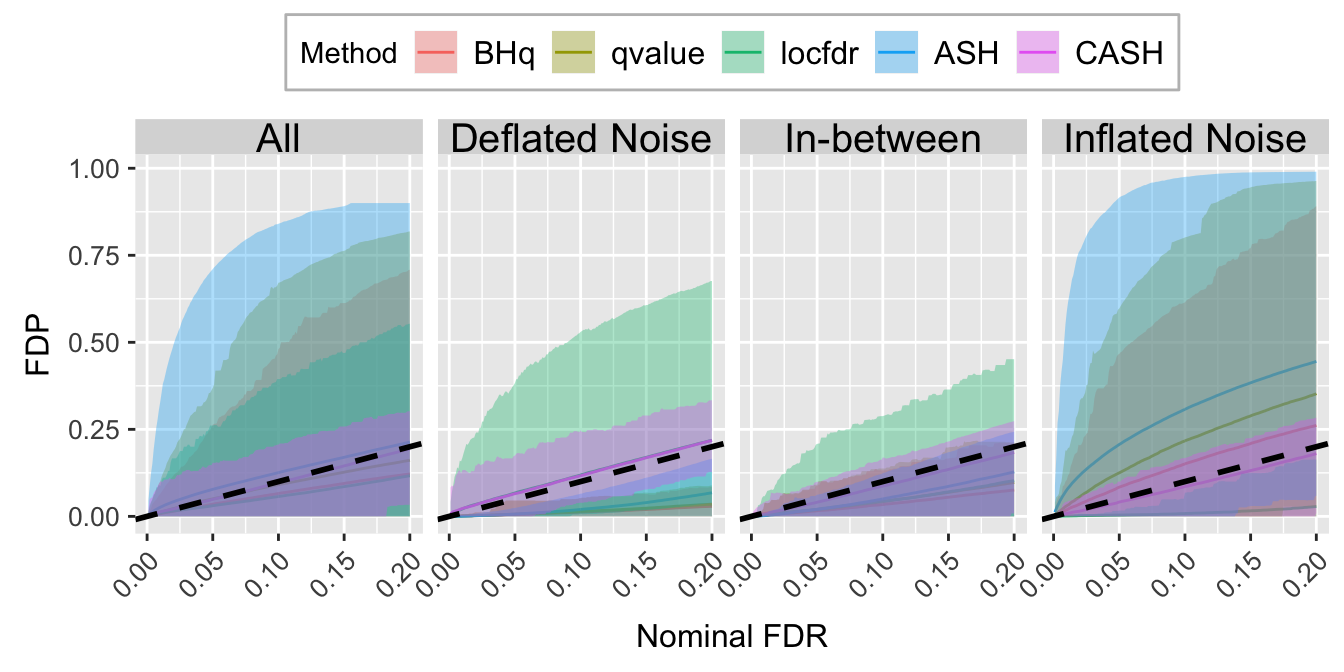 Method BHq qvalue locfdr ASH CASH
All Deflated Noise In-between Inflated Noise
1.00
0.75
0.50
0.25
0.00
FDP
0.00 0.05 0.10 0.15 0.20 0.00 0.05 0.10 0.15 0.20 0.00 0.05 0.10 0.15 0.20 0.00 0.05 0.10 0.15 0.20
Nominal FDR